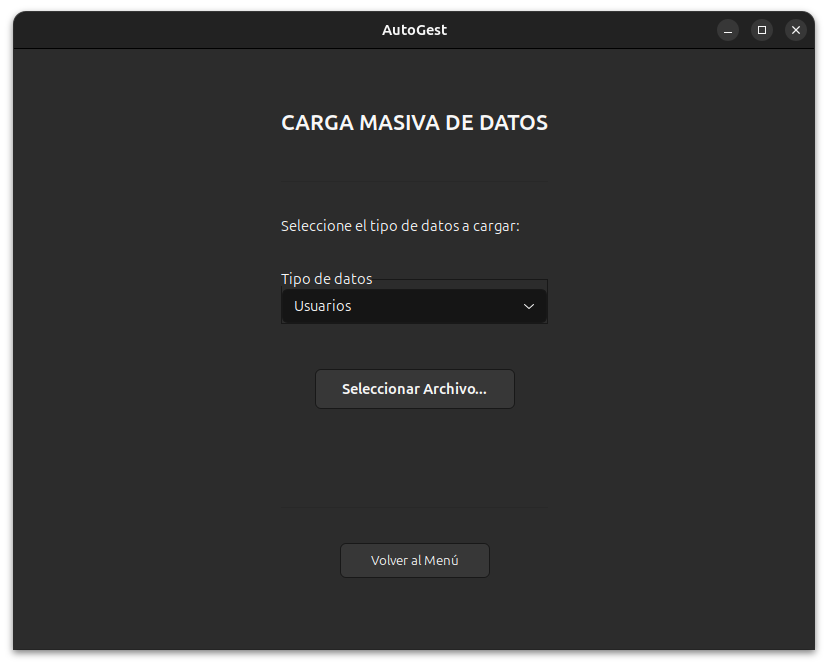 AutoGest
CARGA MASIVA DE DATOS
Seleccione el tipo de datos a cargar:
Tipo de datos
Usuarios
Seleccionar Archivo...
Volver al Menú